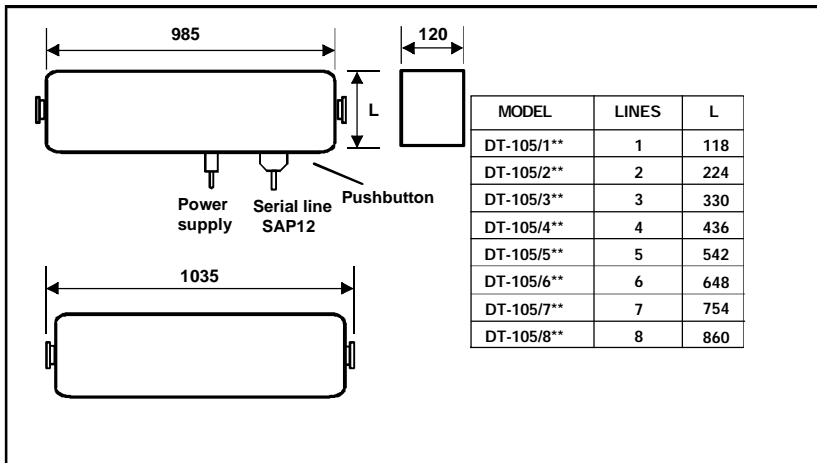 985
120
L
Power
supply
Serial line
SAP12
Pushbutton
1035
MODEL LINES L
DT-105/1** 1 118
DT-105/2** 2 224
DT-105/3** 3 330
DT-105/4** 4 436
DT-105/5** 5 542
DT-105/6** 6 648
DT-105/7** 7 754
DT-105/8** 8 860